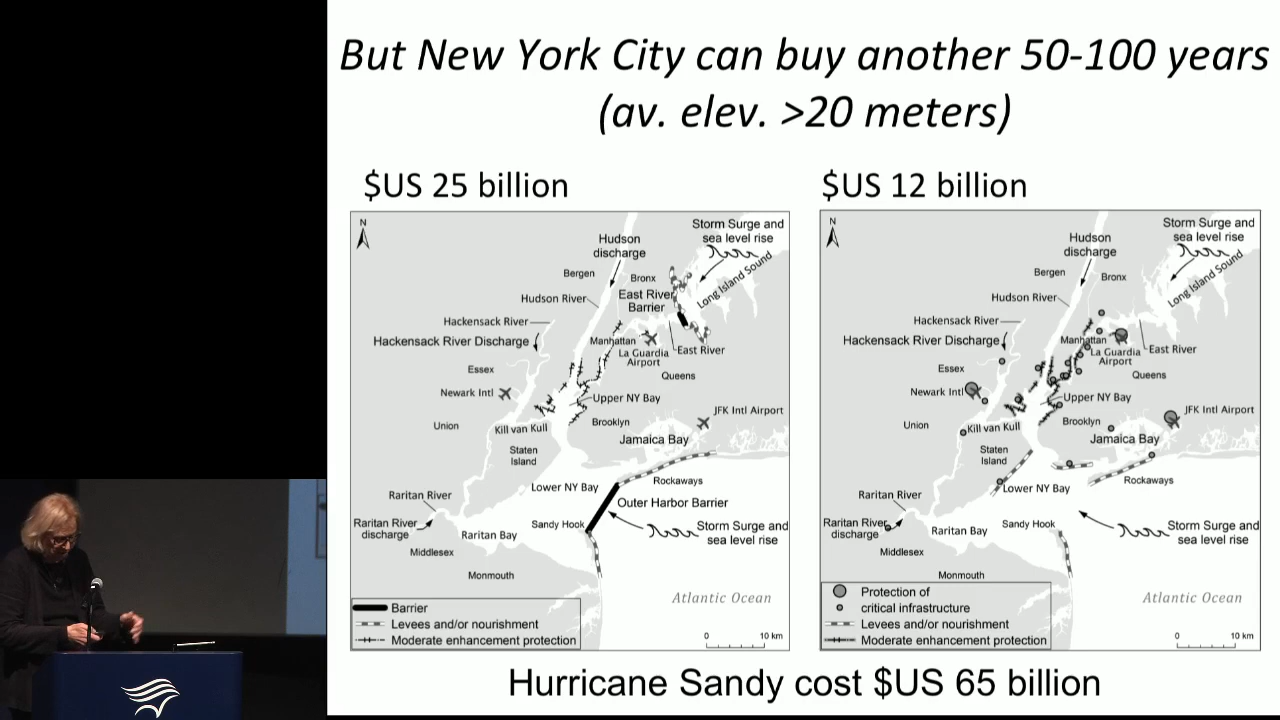 But New York City can buy another 50-100 years
(av. elev. >20 meters)
$US 25 billion
N
Storm Surge and
sea level rise
Hudson
discharge
Bergen
Bronx
Long Island Sound
Hudson River
East River
Barrier
Hackensack River
Hackensack River Discharge
Manhattan
East River
La Guardia
Airport
Essex
Queens
Newark Intl
Upper NY Bay
JFK Intl Airport
Union
Kill van Kull
Brooklyn
Jamaica Bay
Staten
Island
Rockaways
Lower NY Bay
Raritan River
Outer Harbor Barrier
Raritan River
discharge
Sandy Hook
Storm Surge and
sea level rise
Raritan Bay
Middlesex
Monmouth
Atlantic Ocean
Barrier
Levees and/or nourishment
Moderate enhancement protection
0 10 km
$US 12 billion
N
Storm Surge and
sea level rise
Hudson
discharge
Bergen
Bronx
Long Island Sound
Hudson River
Hackensack River
Hackensack River Discharge
Manhattan
East River
La Guardia
Airport
Essex
Queens
Newark Intl
Upper NY Bay
JFK Intl Airport
Union
Kill van Kull
Brooklyn
Jamaica Bay
Staten
Island
Rockaways
Lower NY Bay
Raritan River
Raritan River
discharge
Sandy Hook
Storm Surge and
sea level rise
Raritan Bay
Middlesex
Monmouth
Atlantic Ocean
Protection of
critical infrastructure
Levees and/or nourishment
Moderate enhancement protection
0 10 km
Hurricane Sandy cost $US 65 billion